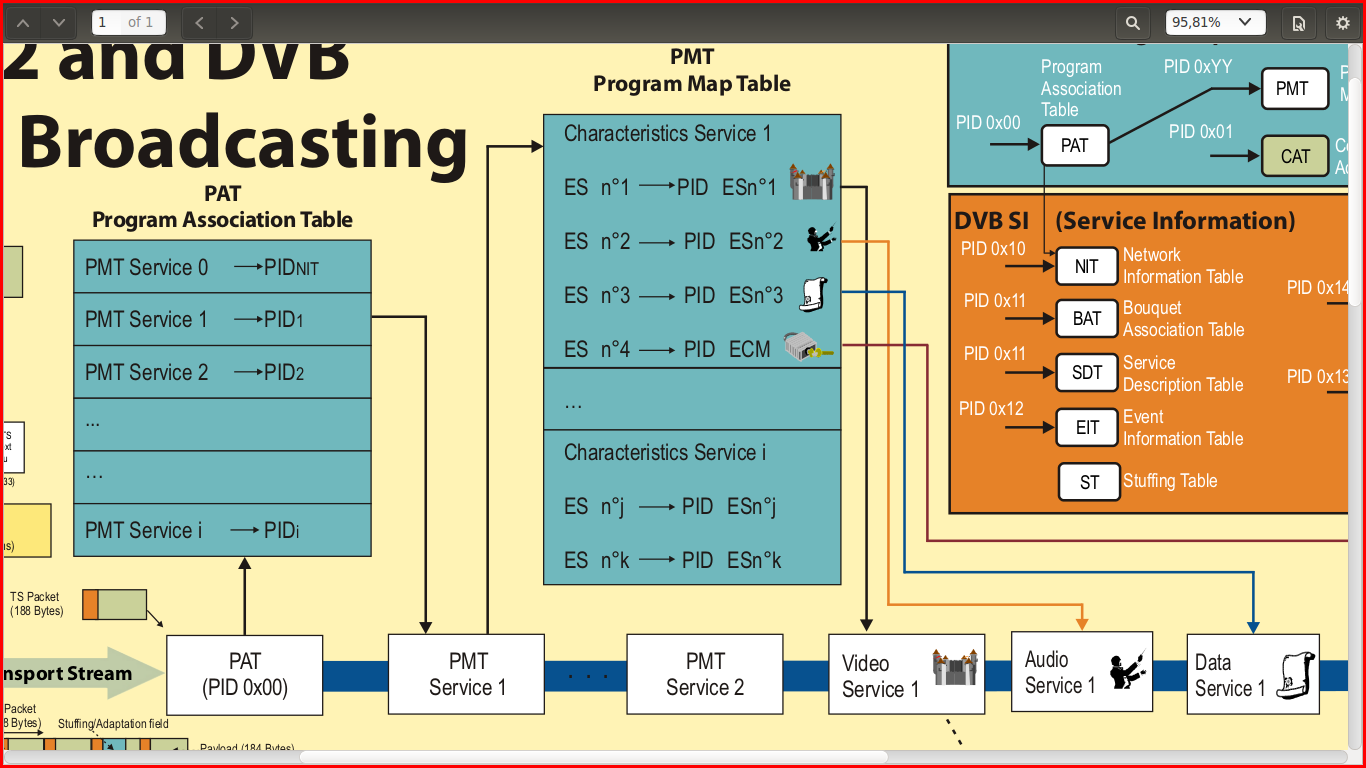 1 of 1
95,81%
2 and DVB
Broadcasting
PAT
Program Association Table
PMT Service 0 PIDNIT
PMT Service 1 PID1
PMT Service 2 PID2
...
...
PMT Service i PIDi
PMT
Program Map Table
Characteristics Service 1
ES n°1 PID ESn°1
ES n°2 PID ESn°2
ES n°3 PID ESn°3
ES n°4 PID ECM
...
Characteristics Service i
ES n°j PID ESn°j
ES n°k PID ESn°k
Program
Association
Table
PID 0xYY
PMT
PID 0x00
PAT
PID 0x01
CAT
DVB SI (Service Information)
PID 0x10
NIT
Network
Information Table
PID 0x11
BAT
Bouquet
Association Table
PID 0x11
SDT
Service
Description Table
PID 0x12
EIT
Event
Information Table
ST
Stuffing Table
PID 0x14
PID 0x13
TS Packet
(188 Bytes)
nsport Stream
PAT
(PID 0x00)
PMT
Service 1
. . .
PMT
Service 2
Video
Service 1
Audio
Service 1
Data
Service 1
Packet
8 Bytes)
Stuffing/Adaptation field
Payload (184 Bytes)